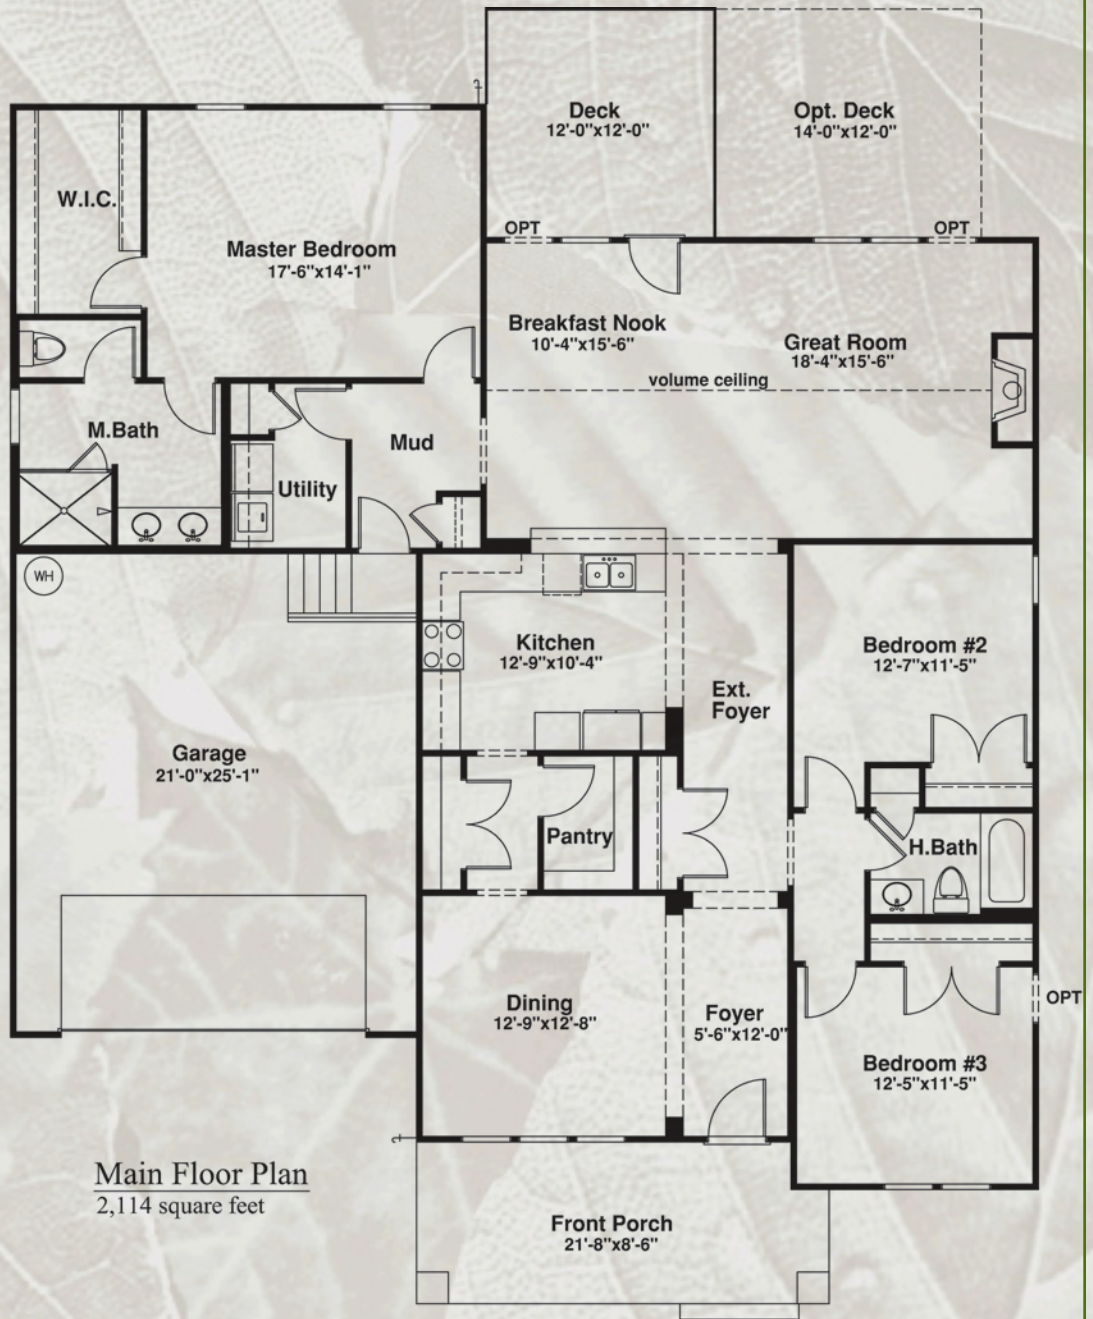 Deck
12'-0"x12'-0"
Opt. Deck
14'-0"x12'-0"
W.I.C.
Master Bedroom
17'-6"x14'-1"
OPT
OPT
Breakfast Nook
10'-4"x15'-6"
Great Room
18'-4"x15'-6"
volume ceiling
M.Bath
Mud
Utility
WH
Kitchen
12'-9"x10'-4"
Bedroom #2
12'-7"x11'-5"
Ext.
Foyer
Garage
21'-0"x25'-1"
Pantry
H.Bath
Dining
12'-9"x12'-8"
Foyer
5'-6"x12'-0"
OPT
Bedroom #3
12'-5"x11'-5"
Main Floor Plan
2,114 square feet
Front Porch
21'-8"x8'-6"